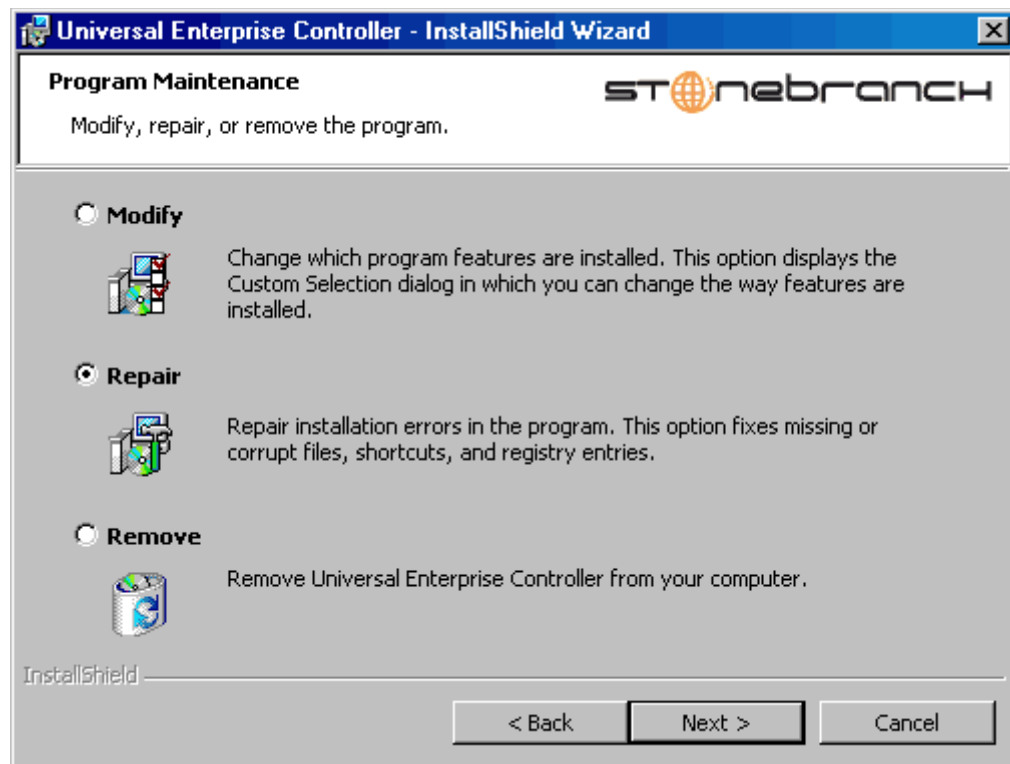 Universal Enterprise Controller - InstallShield Wizard
Program Maintenance
STONEBRANCH
Modify, repair, or remove the program.
Modify
Change which program features are installed. This option displays the
Custom Selection dialog in which you can change the way features are
installed.
Repair
Repair installation errors in the program. This option fixes missing or
corrupt files, shortcuts, and registry entries.
Remove
Remove Universal Enterprise Controller from your computer.
InstallShield
< Back
Next >
Cancel